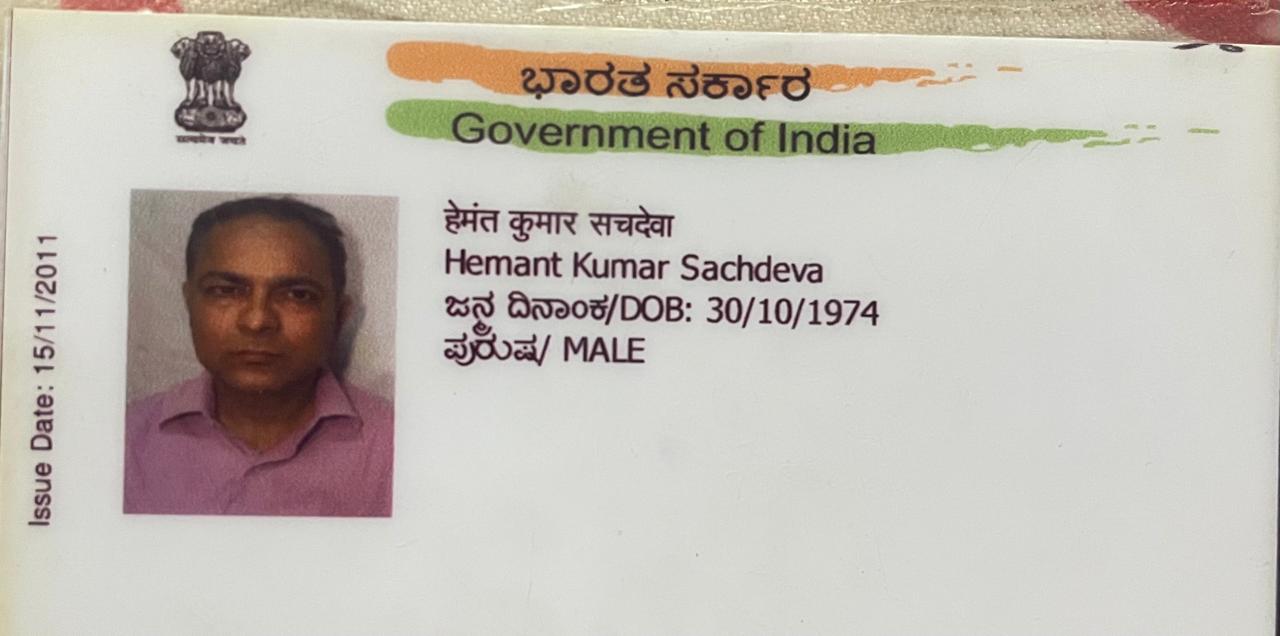 ಭಾರತ ಸರ್ಕಾರ
Government of India
सत्यमेव जयते
Issue Date: 15/11/2011
हेमंत कुमार सचदेवा
Hemant Kumar Sachdeva
ಜನ್ಮ ದಿನಾಂಕ/DOB: 30/10/1974
ಪುರುಷ/ MALE